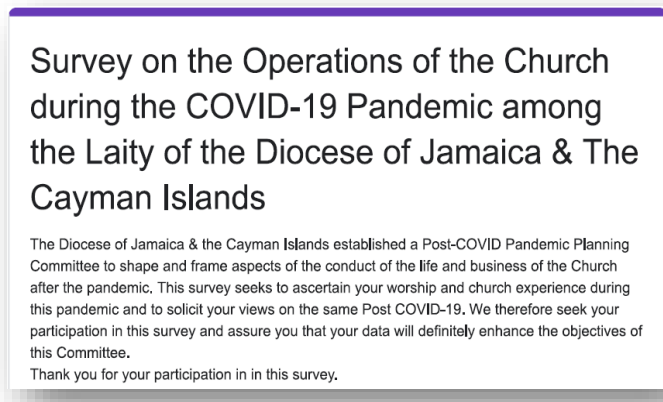 Survey on the Operations of the Church
during the COVID-19 Pandemic among
the Laity of the Diocese of Jamaica & The
Cayman Islands
The Diocese of Jamaica & the Cayman Islands established a Post-COVID Pandemic Planning
Committee to shape and frame aspects of the conduct of the life and business of the Church
after the pandemic. This survey seeks to ascertain your worship and church experience during
this pandemic and to solicit your views on the same Post COVID-19. We therefore seek your
participation in this survey and assure you that your data will definitely enhance the objectives of
this Committee.
Thank you for your participation in in this survey.